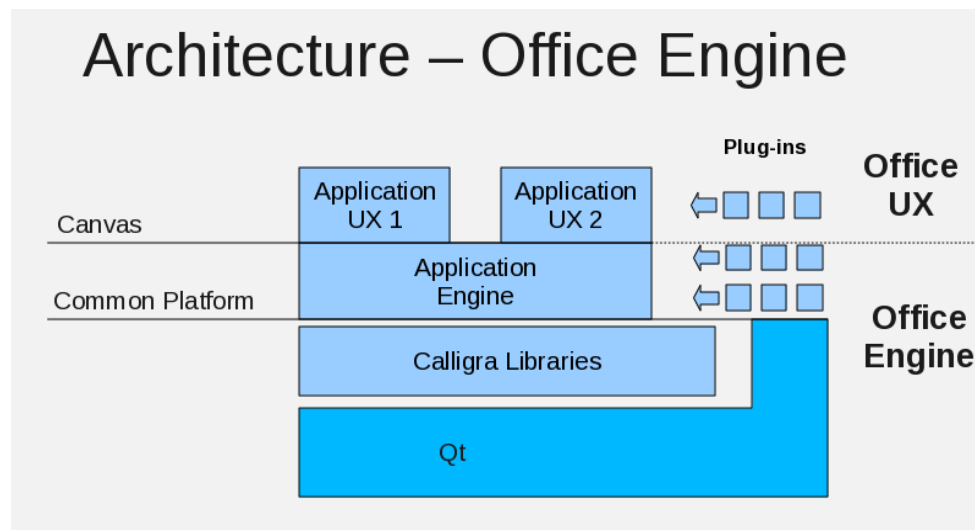 Architecture – Office Engine
Plug-ins
Office
UX
Application
UX 1
Application
UX 2
Canvas
Application
Engine
Common Platform
Office
Engine
Calligra Libraries
Qt